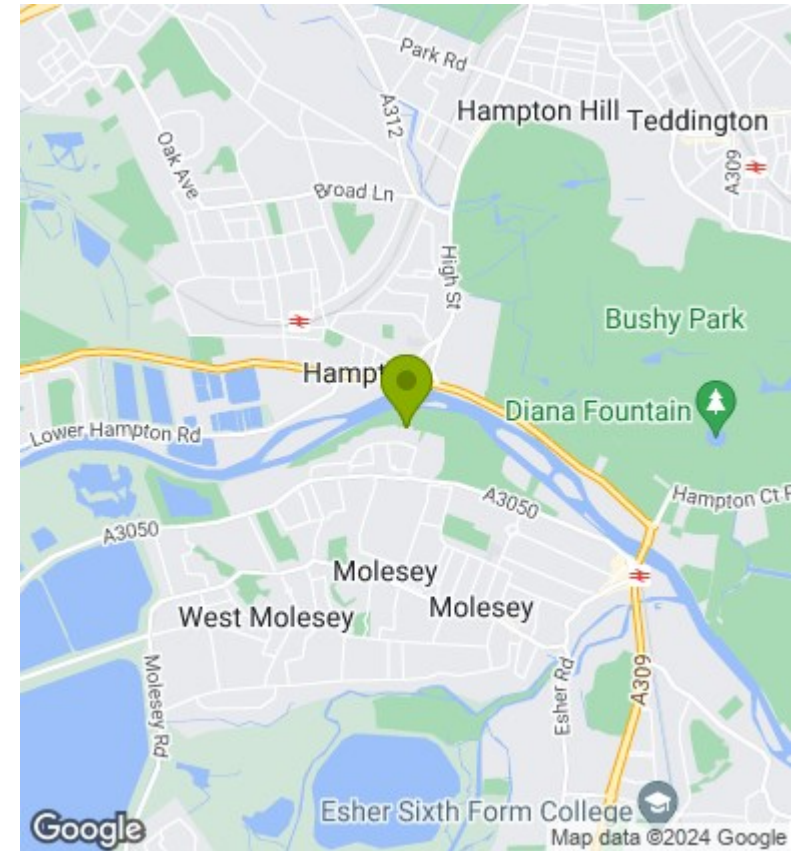 Park Rd
Hampton Hill
Teddington
A312
A309
Oak Ave
Broad Ln
High St
Bushy Park
Diana Fountain
Lower Hampton Rd
Hampton Ct
A3050
A3050
Molesey
Molesey
West Molesey
Molesey Rd
Esher Rd
A309
Esher Sixth Form College
Google
Map data ©2024 Google